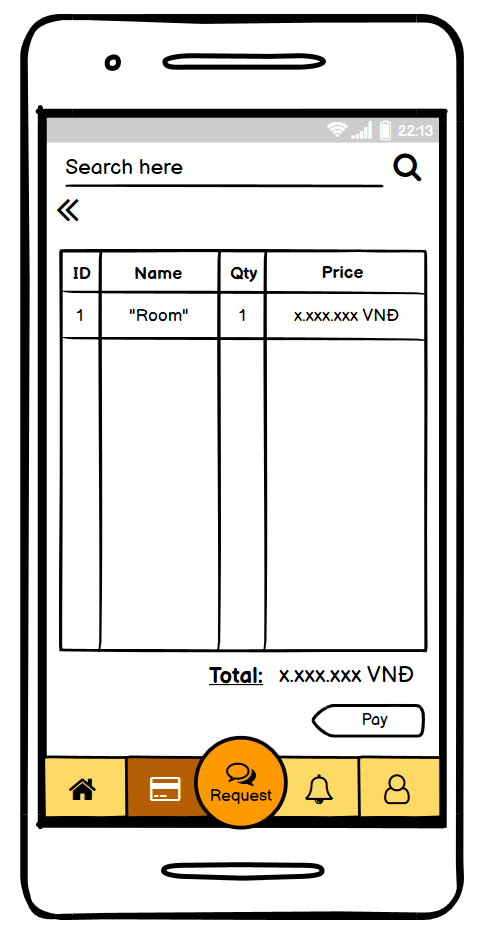 22:13
Search here
ID Name Qty Price
1 "Room" 1 x.xxx.xxx VNĐ
Total: x.xxx.xxx VNĐ
Pay
Request